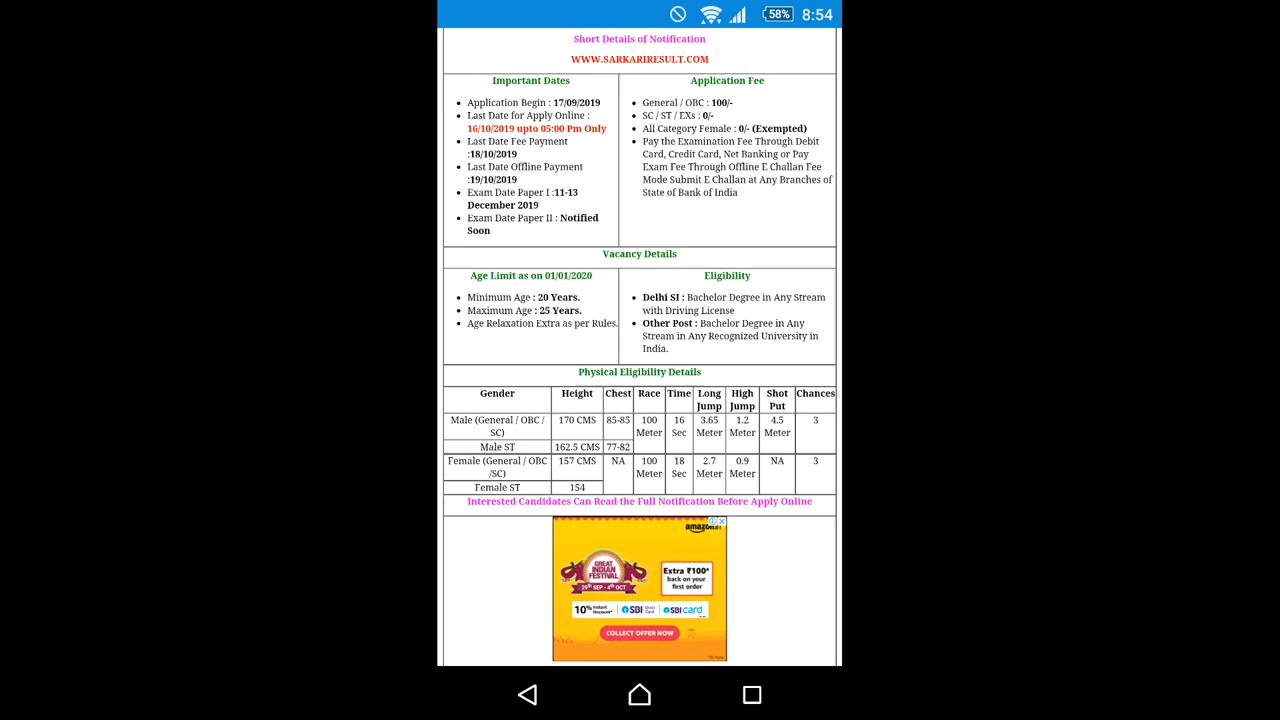 58% 8:54
Short Details of Notification
WWW.SARKARIRESULT.COM
Important Dates
Application Begin : 17/09/2019
Last Date for Apply Online :
16/10/2019 upto 05:00 Pm Only
Last Date Fee Payment
:18/10/2019
Last Date Offline Payment
:19/10/2019
Exam Date Paper I :11-13
December 2019
Exam Date Paper II : Notified
Soon
Application Fee
General / OBC : 100/-
SC / ST / EXs : 0/-
All Category Female : 0/- (Exempted)
Pay the Examination Fee Through Debit
Card, Credit Card, Net Banking or Pay
Exam Fee Through Offline E Challan Fee
Mode Submit E Challan at Any Branches of
State of Bank of India
Vacancy Details
Age Limit as on 01/01/2020
Minimum Age : 20 Years.
Maximum Age : 25 Years.
Age Relaxation Extra as per Rules.
Eligibility
Delhi SI : Bachelor Degree in Any Stream
with Driving License
Other Post : Bachelor Degree in Any
Stream in Any Recognized University in
India.
Physical Eligibility Details
Gender Height Chest Race Time Long Jump High Jump Shot Put Chances
Male (General / OBC / SC) 170 CMS 85-85 100 Meter 16 Sec 3.65 Meter 1.2 Meter 4.5 Meter 3
Male ST 162.5 CMS 77-82
Female (General / OBC /SC) 157 CMS NA 100 Meter 18 Sec 2.7 Meter 0.9 Meter NA 3
Female ST 154
Interested Candidates Can Read the Full Notification Before Apply Online
amazon.in
GREAT
INDIAN
FESTIVAL
29th SEP - 4th OCT
Extra ₹100*
back on your
first order
10% Instant Discount* SBI Debit Card SBI card
COLLECT OFFER NOW